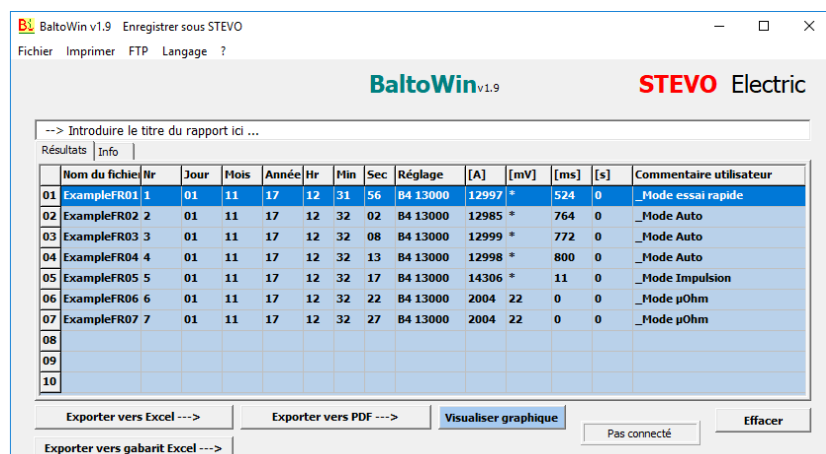 BaltoWin v1.9 Enregistrer sous STEVO
Fichier Imprimer FTP Langage ?
BaltoWin v1.9 STEVO Electric
--> Introduire le titre du rapport ici ...
Résultats Info
Nom du fichier Nr Jour Mois Année Hr Min Sec Réglage [A] [mV] [ms] [s] Commentaire utilisateur
01 ExampleFR01 1 01 11 17 12 31 56 B4 13000 12997 * 524 0 _Mode essai rapide
02 ExampleFR02 2 01 11 17 12 32 02 B4 13000 12985 * 764 0 _Mode Auto
03 ExampleFR03 3 01 11 17 12 32 08 B4 13000 12999 * 772 0 _Mode Auto
04 ExampleFR04 4 01 11 17 12 32 13 B4 13000 12998 * 800 0 _Mode Auto
05 ExampleFR05 5 01 11 17 12 32 17 B4 13000 14306 * 11 0 _Mode Impulsion
06 ExampleFR06 6 01 11 17 12 32 22 B4 13000 2004 22 0 0 _Mode µOhm
07 ExampleFR07 7 01 11 17 12 32 27 B4 13000 2004 22 0 0 _Mode µOhm
08
09
10
Exporter vers Excel ---> Exporter vers PDF ---> Visualiser graphique Pas connecté Effacer
Exporter vers gabarit Excel --->